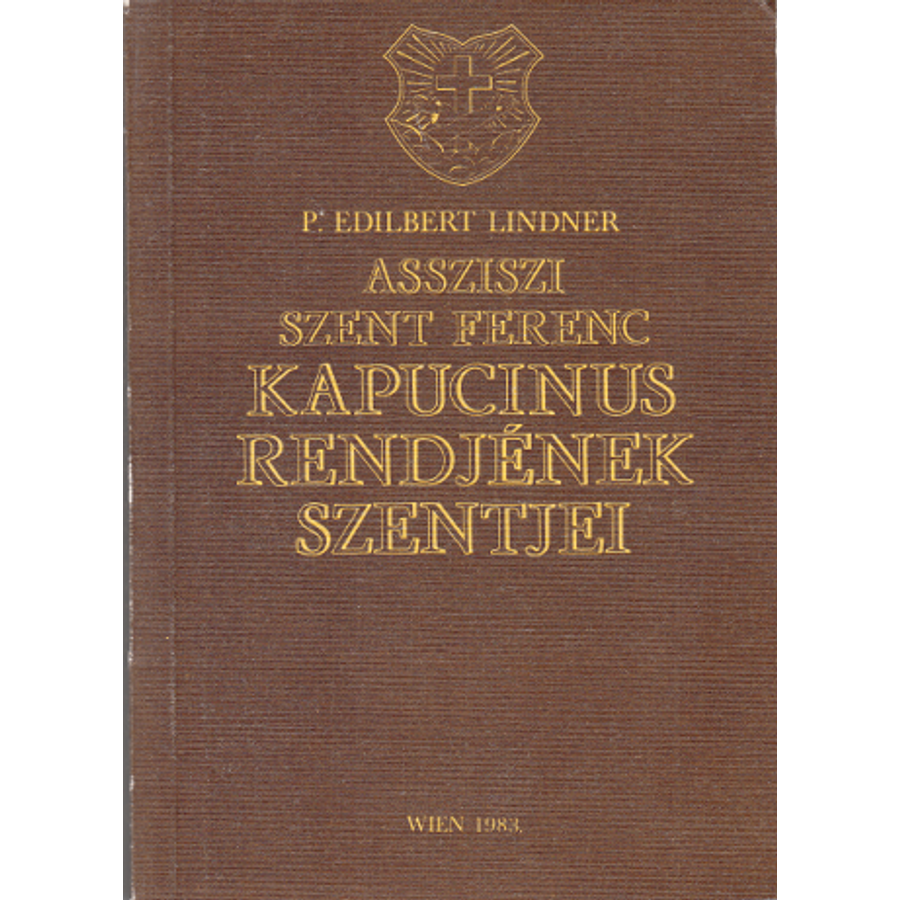 P. EDILBERT LINDNER
ASSZISZI
SZENT FERENC
KAPUCINUS
RENDJÉNEK
SZENTJEI
WIEN 1983.